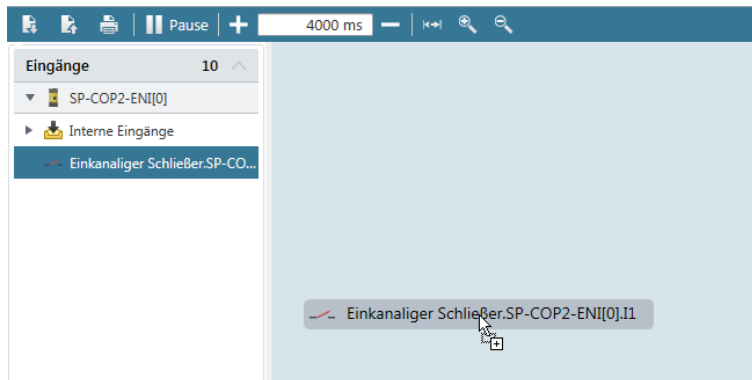 Pause 4000 ms
Eingänge 10
SP-COP2-ENI[0]
Interne Eingänge
Einkanaliger Schließer.SP-CO...
Einkanaliger Schließer.SP-COP2-ENI[0].I1